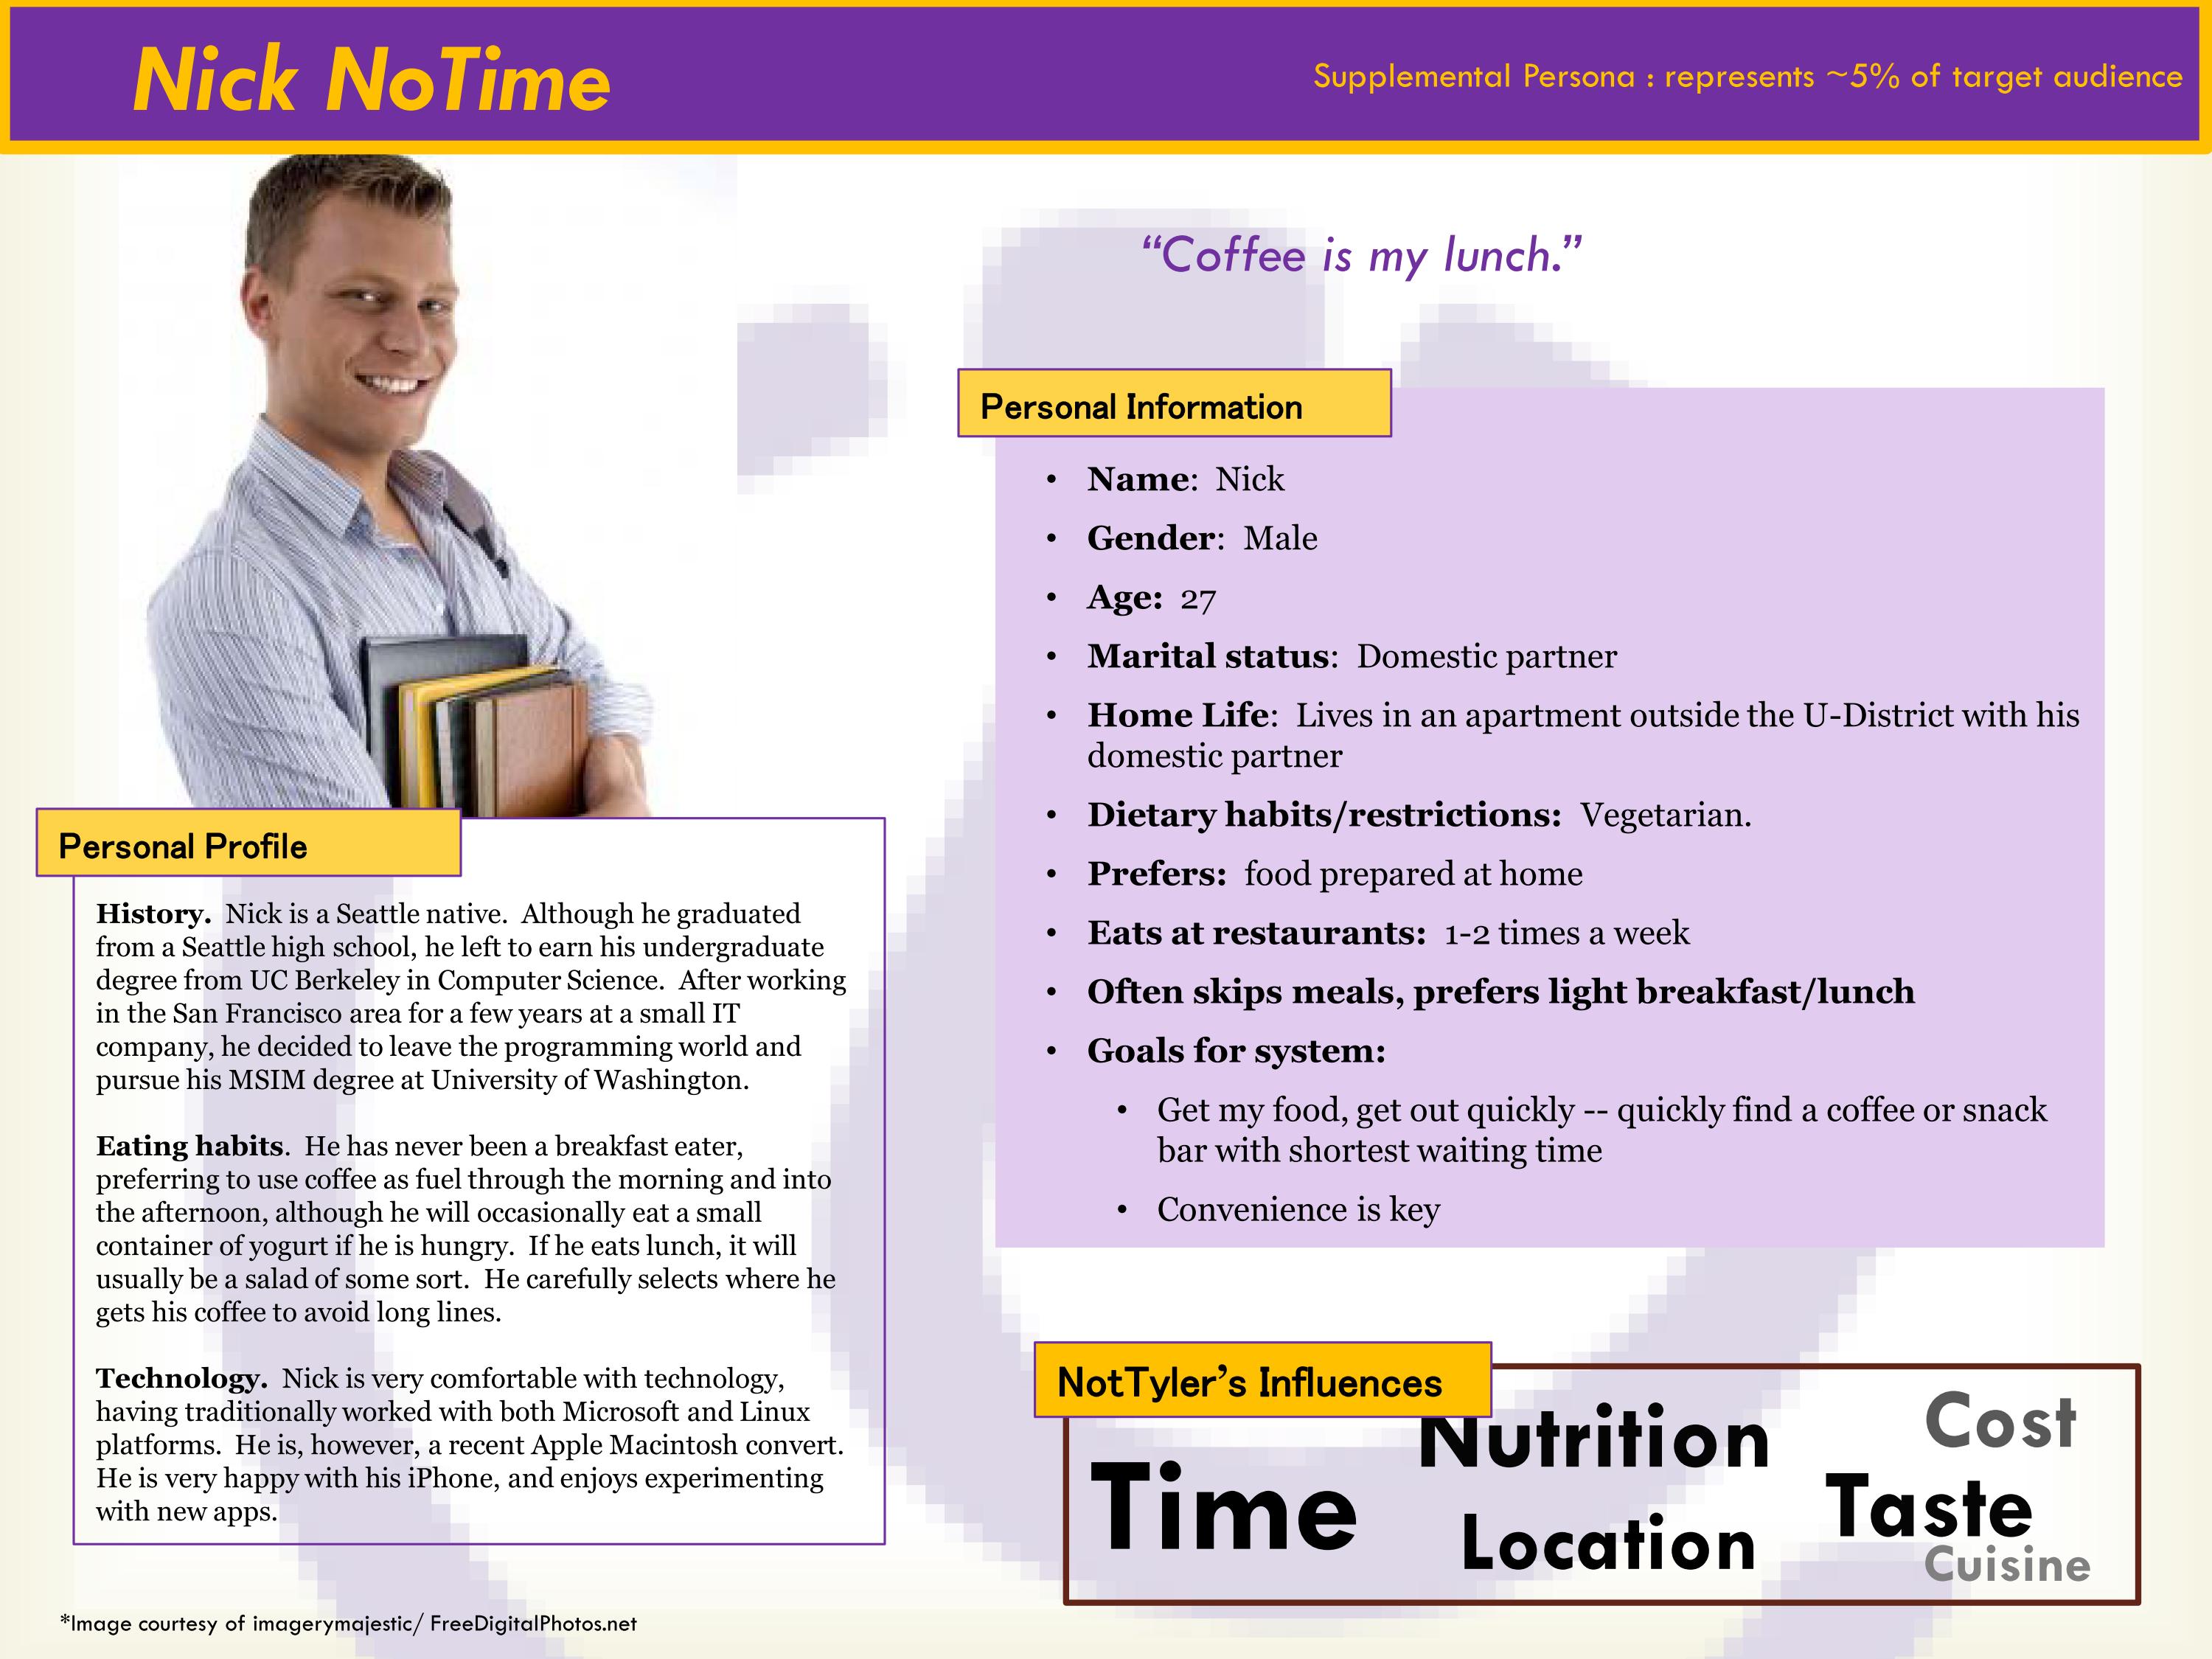 Nick NoTime
Supplemental Persona : represents ~5% of target audience
“Coffee is my lunch.”
Personal Information
• Name: Nick
• Gender: Male
• Age: 27
• Marital status: Domestic partner
• Home Life: Lives in an apartment outside the U-District with his
domestic partner
• Dietary habits/restrictions: Vegetarian.
• Prefers: food prepared at home
• Eats at restaurants: 1-2 times a week
• Often skips meals, prefers light breakfast/lunch
• Goals for system:
• Get my food, get out quickly -- quickly find a coffee or snack
bar with shortest waiting time
• Convenience is key
Personal Profile
History. Nick is a Seattle native. Although he graduated
from a Seattle high school, he left to earn his undergraduate
degree from UC Berkeley in Computer Science. After working
in the San Francisco area for a few years at a small IT
company, he decided to leave the programming world and
pursue his MSIM degree at University of Washington.
Eating habits. He has never been a breakfast eater,
preferring to use coffee as fuel through the morning and into
the afternoon, although he will occasionally eat a small
container of yogurt if he is hungry. If he eats lunch, it will
usually be a salad of some sort. He carefully selects where he
gets his coffee to avoid long lines.
Technology. Nick is very comfortable with technology,
having traditionally worked with both Microsoft and Linux
platforms. He is, however, a recent Apple Macintosh convert.
He is very happy with his iPhone, and enjoys experimenting
with new apps.
NotTyler’s Influences
Time
Nutrition
Location
Cost
Taste
Cuisine
*Image courtesy of imagerymajestic/ FreeDigitalPhotos.net